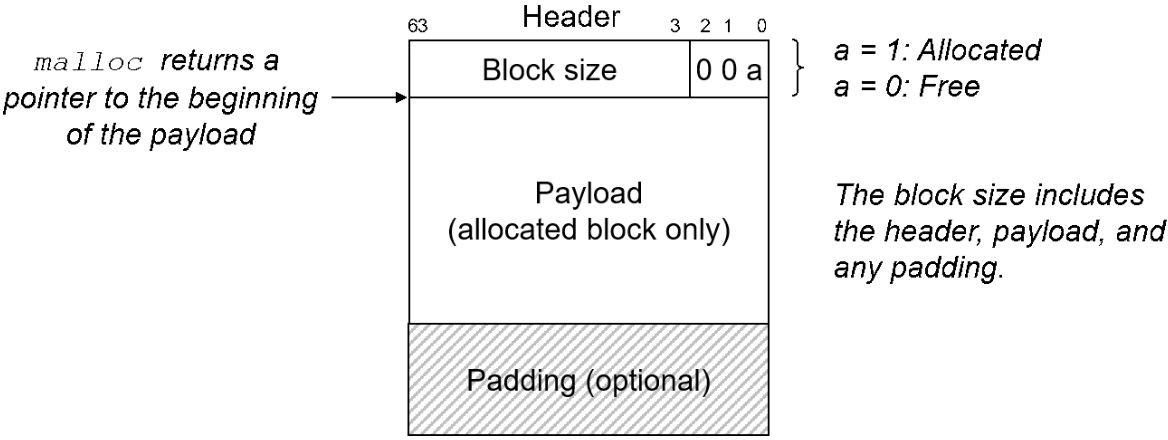 Header
63 3 2 1 0
Block size 0 0 a
a = 1: Allocated
a = 0: Free
malloc returns a
pointer to the beginning
of the payload
Payload
(allocated block only)
The block size includes
the header, payload, and
any padding.
Padding (optional)